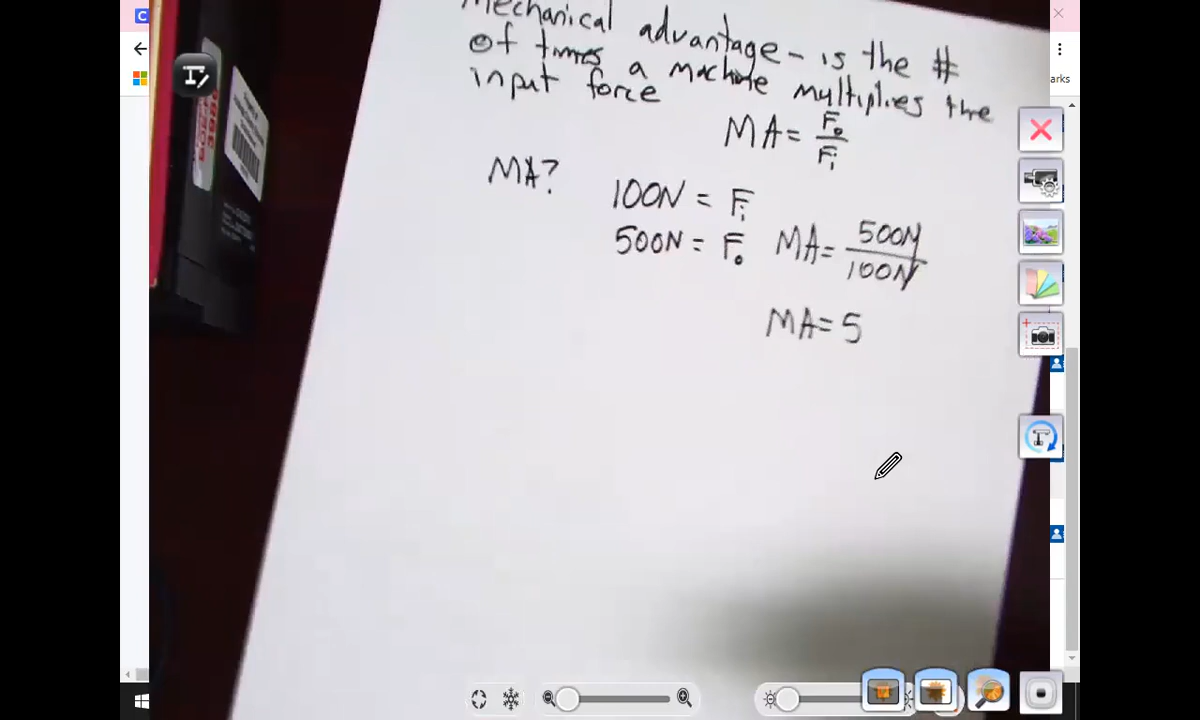 Mechanical advantage - is the #
of times a machine multiplies the
input force
MA = Fo/Fi
MA?
100N = Fi
500N = Fo
MA = 500N/100N
MA = 5
arks